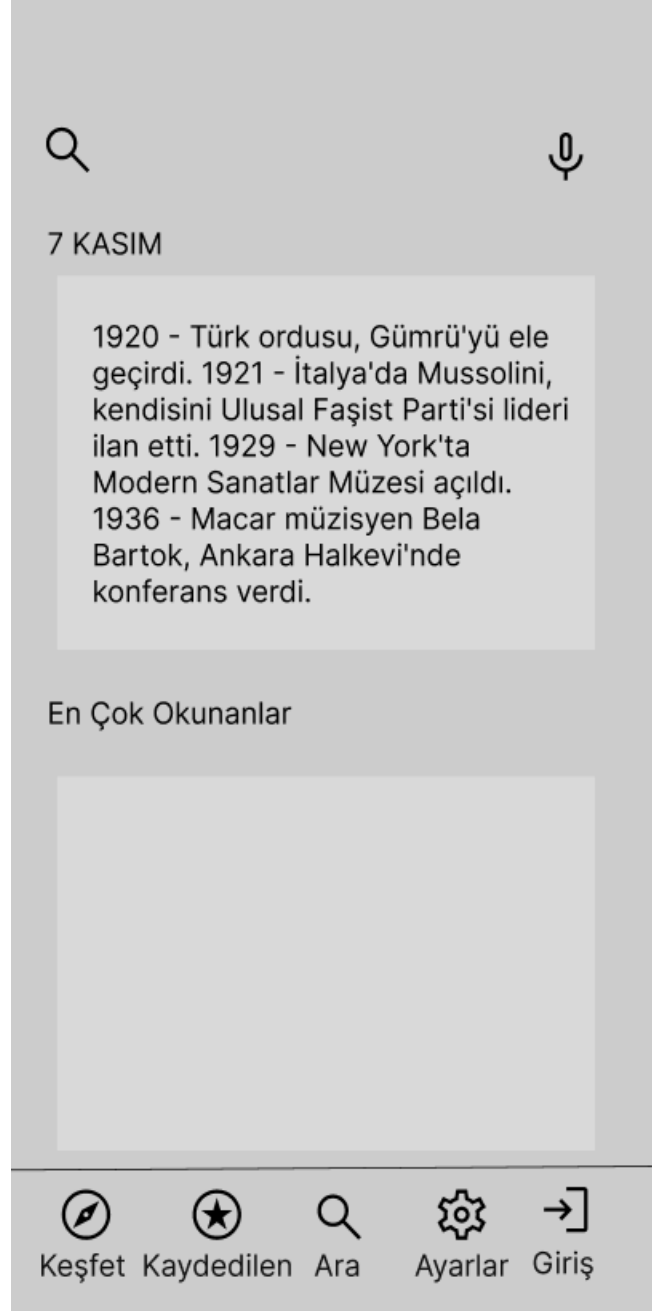 7 KASIM
1920 - Türk ordusu, Gümrü'yü ele
geçirdi. 1921 - İtalya'da Mussolini,
kendisini Ulusal Faşist Parti'si lideri
ilan etti. 1929 - New York'ta
Modern Sanatlar Müzesi açıldı.
1936 - Macar müzisyen Bela
Bartok, Ankara Halkevi'nde
konferans verdi.
En Çok Okunanlar
Keşfet Kaydedilen Ara Ayarlar Giriş